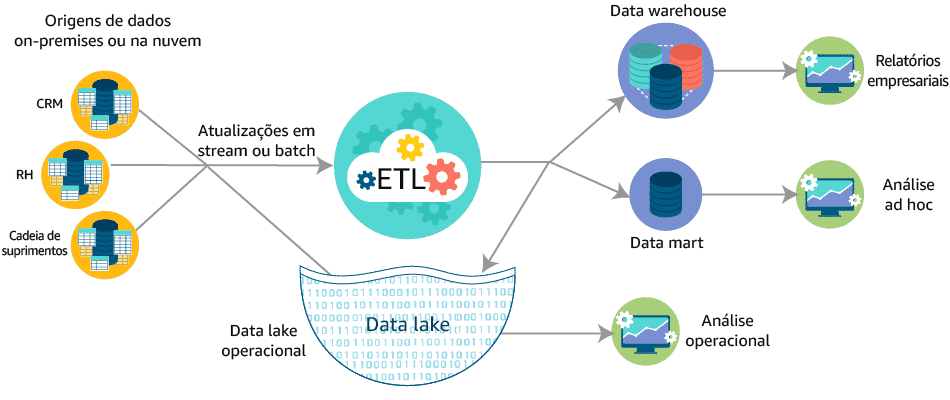 Origens de dados
on-premises ou na nuvem
CRM
RH
Cadeia de
suprimentos
Atualizações em
stream ou batch
ETL
Data warehouse
Relatórios
empresariais
Data mart
Análise
ad hoc
Data lake
operacional
Data lake
Análise
operacional